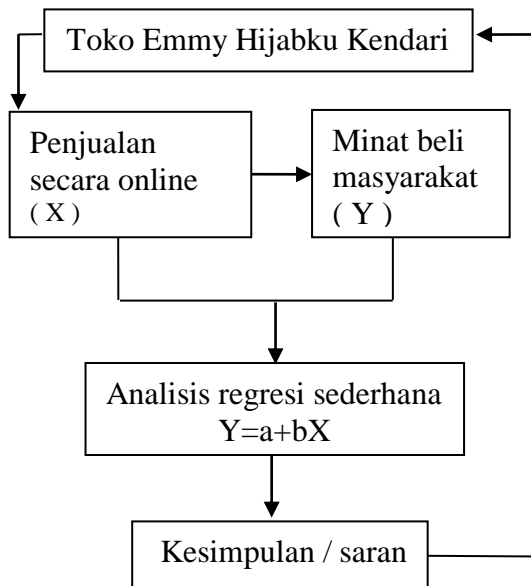 Toko Emmy Hijabku Kendari
Penjualan
secara online
( X )
Minat beli
masyarakat
( Y )
Analisis regresi sederhana
Y=a+bX
Kesimpulan / saran